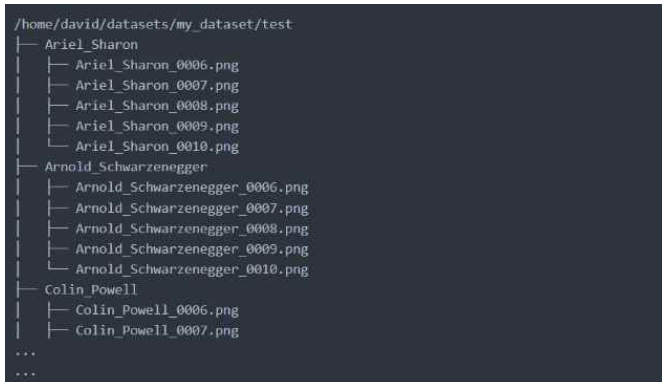 /home/david/datasets/my_dataset/test
├── Ariel_Sharon
│   ├── Ariel_Sharon_0006.png
│   ├── Ariel_Sharon_0007.png
│   ├── Ariel_Sharon_0008.png
│   ├── Ariel_Sharon_0009.png
│   └── Ariel_Sharon_0010.png
├── Arnold_Schwarzenegger
│   ├── Arnold_Schwarzenegger_0006.png
│   ├── Arnold_Schwarzenegger_0007.png
│   ├── Arnold_Schwarzenegger_0008.png
│   ├── Arnold_Schwarzenegger_0009.png
│   └── Arnold_Schwarzenegger_0010.png
├── Colin_Powell
│   ├── Colin_Powell_0006.png
│   ├── Colin_Powell_0007.png
...
...